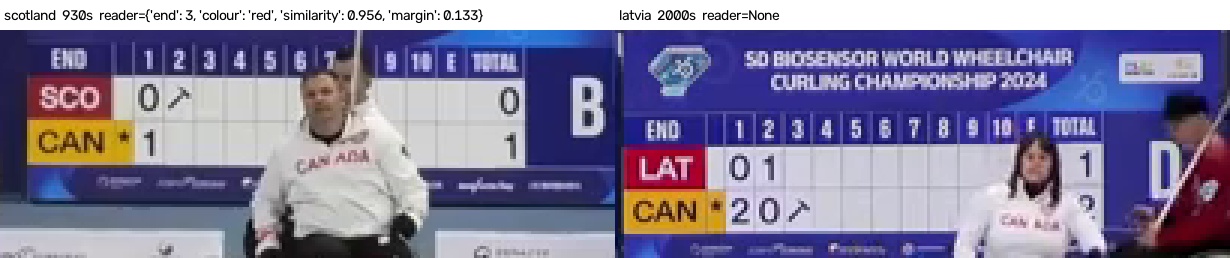 scotland 930s reader={'end': 3, 'colour': 'red', 'similarity': 0.956, 'margin': 0.133}
END 1 2 3 4 5 6 7 9 10 E TOTAL
SCO 0 0
CAN * 1 1
B
CANADA
latvia 2000s reader=None
SD BIOSENSOR WORLD WHEELCHAIR
CURLING CHAMPIONSHIP 2024
END 1 2 3 4 5 6 7 8 9 10 E TOTAL
LAT 0 1 1
CAN * 2 0 2
D
CANADA